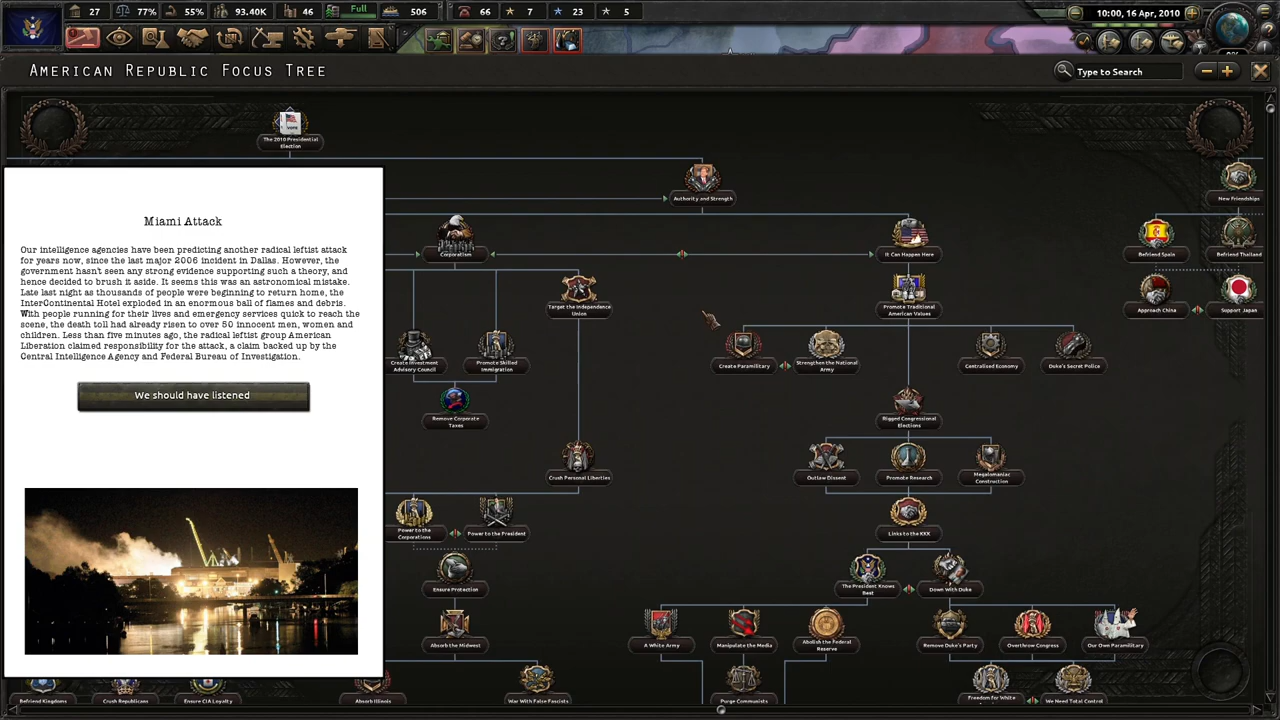 27
77%
55%
93.40K
46
Full
506
66
7
23
5
10:00, 16 Apr, 2010
American Republic Focus Tree
Type to Search
The 2010 Presidential
Election
Authority and Strength
New Friendships
Miami Attack
Our intelligence agencies have been predicting another radical leftist attack
for years now, since the last major 2006 incident in Dallas. However, the
government hasn't seen any strong evidence supporting such a theory, and
hence decided to brush it aside. It seems this was an astronomical mistake.
Late last night as thousands of people were beginning to return home, the
InterContinental Hotel exploded in an enormous ball of flames and debris.
With people running for their lives and emergency services quick to reach the
scene, the death toll had already risen to over 50 innocent men, women and
children. Less than five minutes ago, the radical leftist group American
Liberation claimed responsibility for the attack, a claim backed up by the
Central Intelligence Agency and Federal Bureau of Investigation.
We should have listened
Corporatism
It Can Happen Here
Befriend Spain
Befriend Thailand
Target the Independence
Union
Promote Traditional
American Values
Approach China
Support Japan
Create Investment
Advisory Council
Promote Skilled
Immigration
Create Paramilitary
Strengthen the National
Army
Centralised Economy
Duke's Secret Police
Remove Corporate
Taxes
Rigged Congressional
Elections
Crush Personal Liberties
Outlaw Dissent
Promote Research
Megalomaniac
Construction
Power to the
Corporations
Power to the President
Links to the KKK
Ensure Protection
The President Knows
Best
Down With Duke
Absorb the Midwest
A White Army
Manipulate the Media
Abolish the Federal
Reserve
Remove Duke's Party
Overthrow Congress
Our Own Paramilitary
Befriend Kingdoms
Crush Republicans
Ensure CIA Loyalty
Absorb Illinois
War With False Fascists
Purge Communists
Freedom for White
We Need Total Control